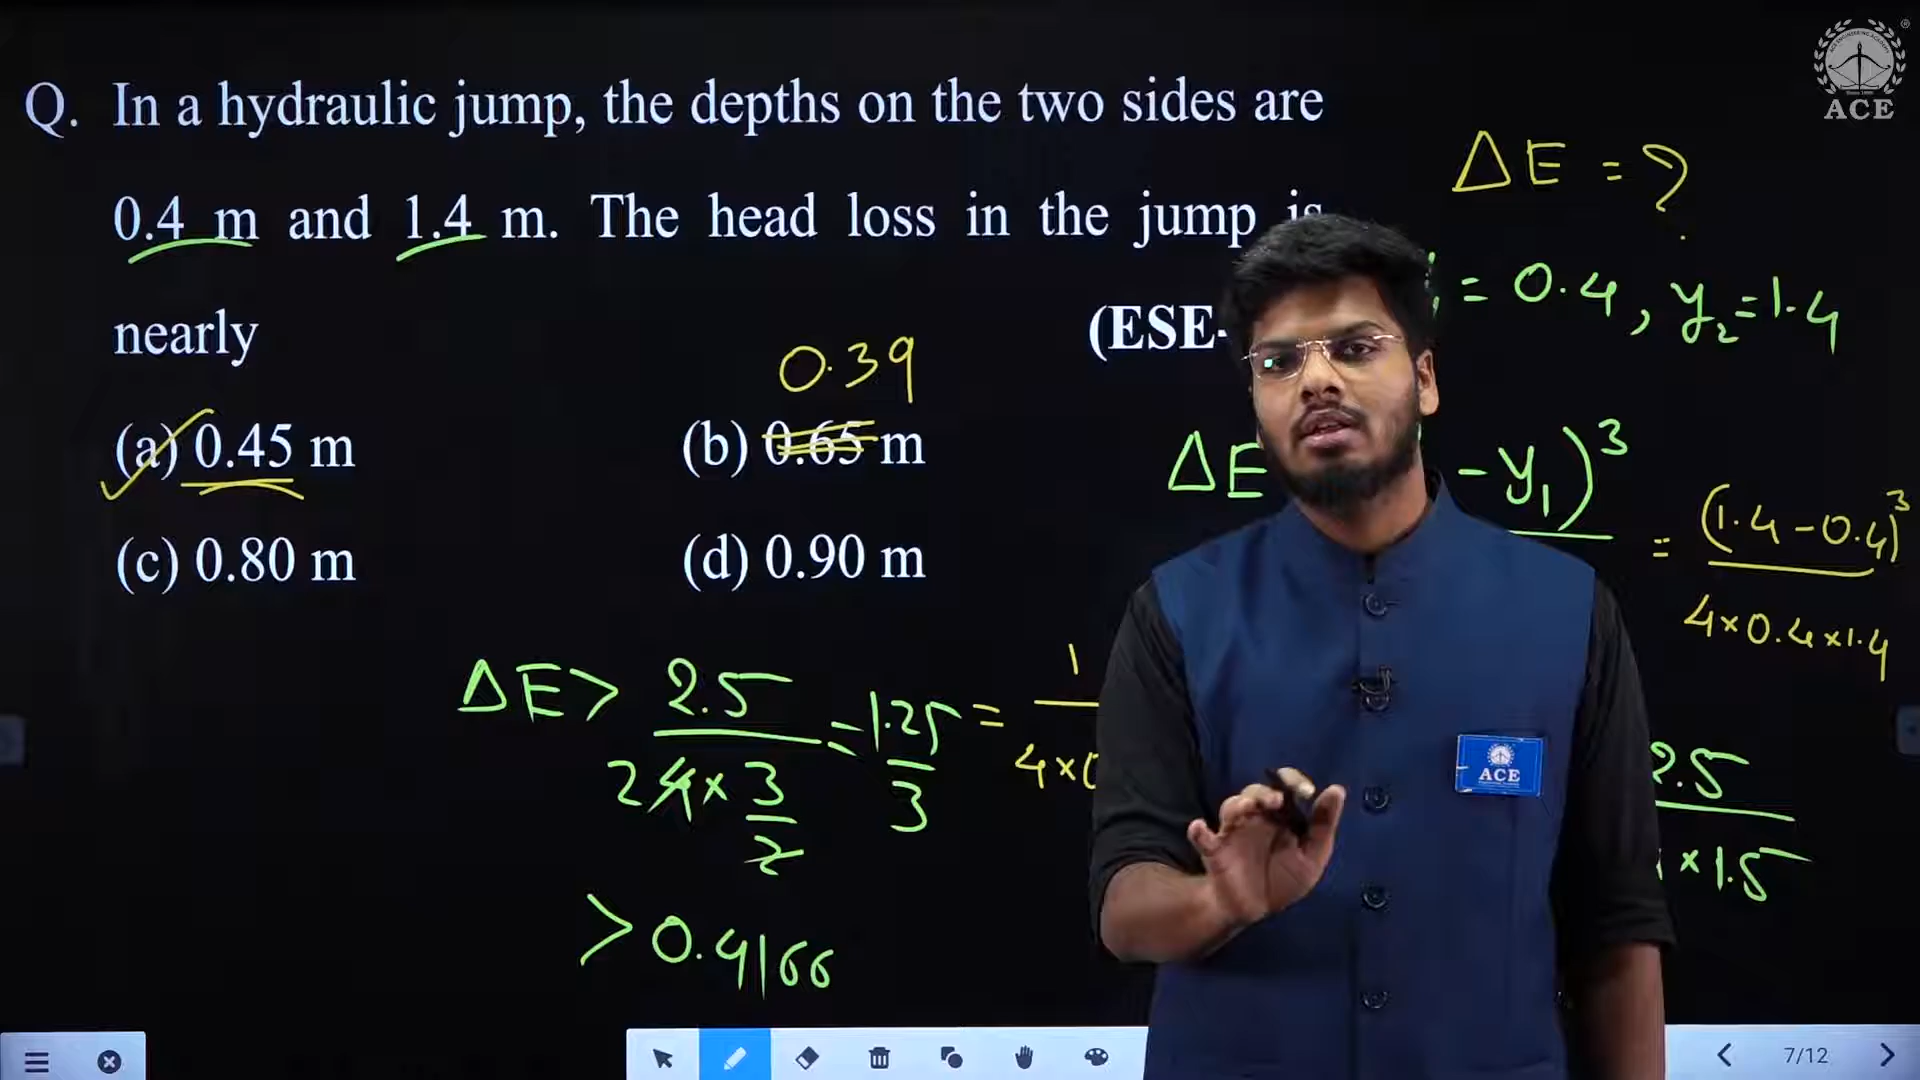 Q. In a hydraulic jump, the depths on the two sides are
0.4 m and 1.4 m. The head loss in the jump is
nearly
(ESE-
0.39
(a) 0.45 m
(b) 0.65 m
(c) 0.80 m
(d) 0.90 m
ΔE = ?
= 0.4, y₂ = 1.4
ΔE
- y₁)³
= (1.4 - 0.4)³
4×0.4×1.4
ΔE > 2.5 = 1.25 = 1
2 4 × 3 3 4×0
2
> 0.4166
2.5
× 1.5
ACE
ACE
7/12